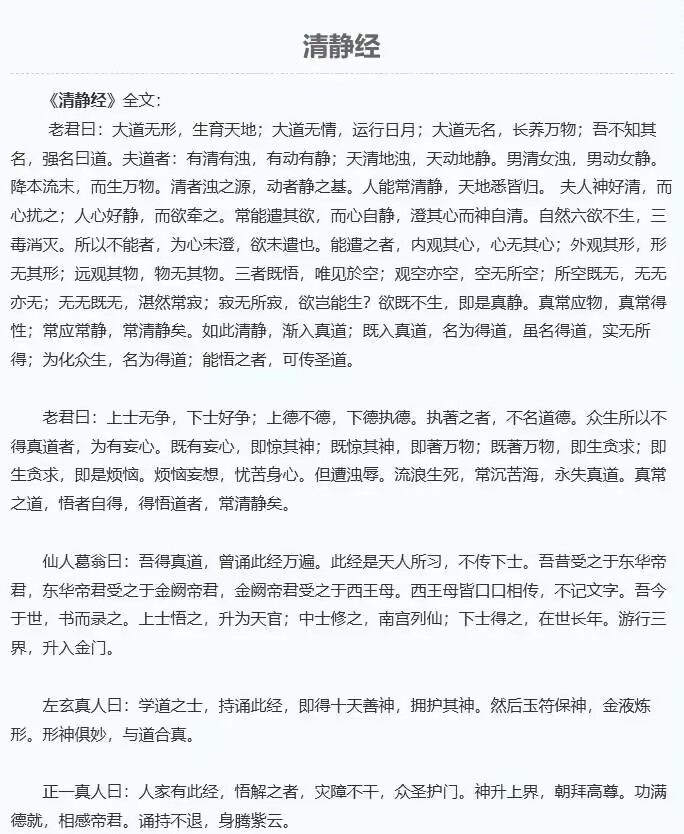 清静经
《清静经》全文：
老君曰：大道无形，生育天地；大道无情，运行日月；大道无名，长养万物；吾不知其
名，强名曰道。夫道者：有清有浊，有动有静；天清地浊，天动地静。男清女浊，男动女静。
降本流末，而生万物。清者浊之源，动者静之基。人能常清静，天地悉皆归。 夫人神好清，而
心扰之；人心好静，而欲牵之。常能遣其欲，而心自静，澄其心而神自清。自然六欲不生，三
毒消灭。所以不能者，为心未澄，欲未遣也。能遣之者，内观其心，心无其心；外观其形，形
无其形；远观其物，物无其物。三者既悟，唯见於空；观空亦空，空无所空；所空既无，无无
亦无；无无既无，湛然常寂；寂无所寂，欲岂能生？欲既不生，即是真静。真常应物，真常得
性；常应常静，常清静矣。如此清静，渐入真道；既入真道，名为得道，虽名得道，实无所
得；为化众生，名为得道；能悟之者，可传圣道。
老君曰：上士无争，下士好争；上德不德，下德执德。执著之者，不名道德。众生所以不
得真道者，为有妄心。既有妄心，即惊其神；既惊其神，即著万物；既著万物，即生贪求；即
生贪求，即是烦恼。烦恼妄想，忧苦身心。但遭浊辱。流浪生死，常沉苦海，永失真道。真常
之道，悟者自得，得悟道者，常清静矣。
仙人葛翁曰：吾得真道，曾诵此经万遍。此经是天人所习，不传下士。吾昔受之于东华帝
君，东华帝君受之于金阙帝君，金阙帝君受之于西王母。西王母皆口口相传，不记文字。吾今
于世，书而录之。上士悟之，升为天官；中士修之，南宫列仙；下士得之，在世长年。游行三
界，升入金门。
左玄真人曰：学道之士，持诵此经，即得十天善神，拥护其神。然后玉符保神，金液炼
形。形神俱妙，与道合真。
正一真人曰：人家有此经，悟解之者，灾障不干，众圣护门。神升上界，朝拜高尊。功满
德就，相感帝君。诵持不退，身腾紫云。